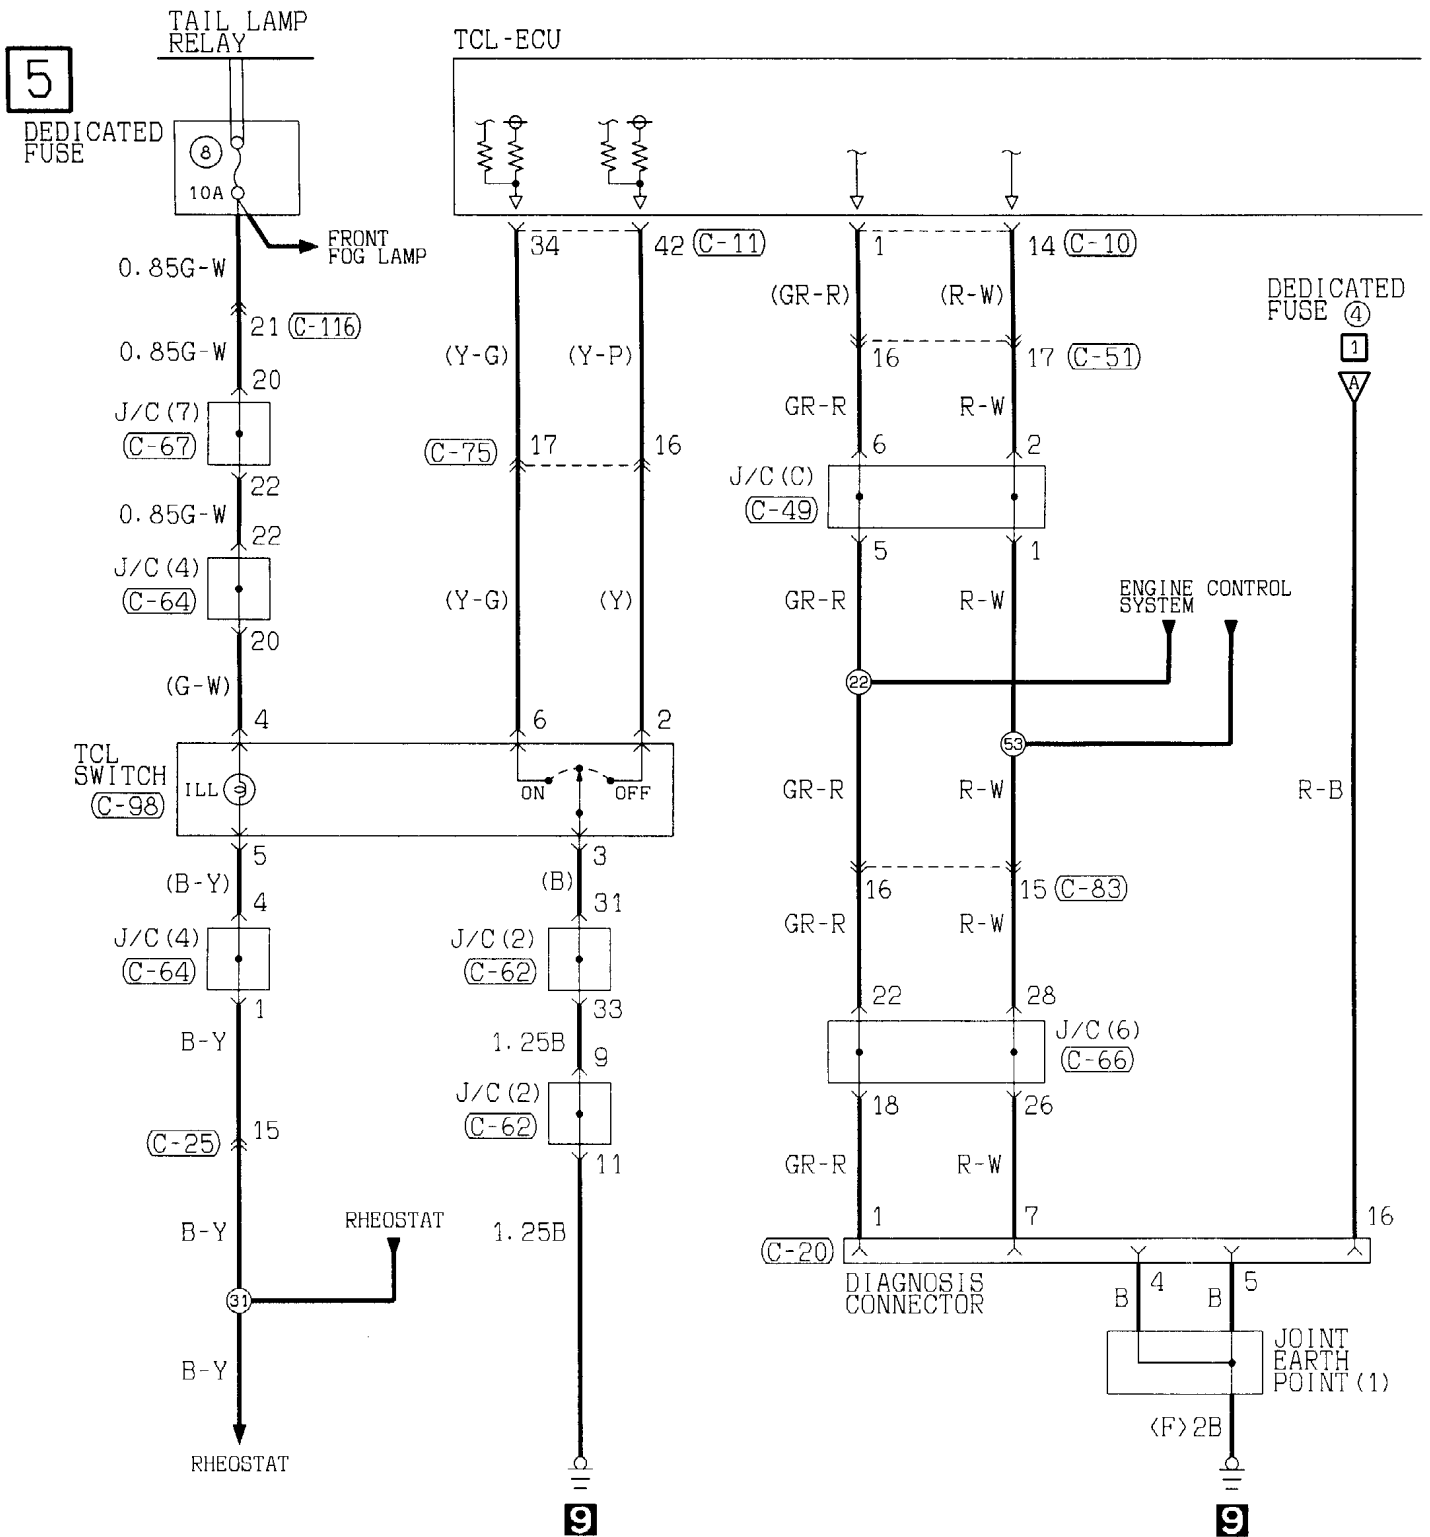 TAIL LAMP
RELAY
TCL-ECU
5
DEDICATED
FUSE
8
10A
FRONT
FOG LAMP
34
42 C-11
1
14 C-10
0.85G-W
(GR-R)
(R-W)
DEDICATED
FUSE 4
1
A
21 C-116
0.85G-W
(Y-G)
(Y-P)
16
17 C-51
20
J/C(7)
C-67
GR-R
R-W
C-75
17
16
6
2
22
J/C(C)
C-49
0.85G-W
22
5
1
J/C(4)
C-64
(Y-G)
(Y)
GR-R
R-W
ENGINE CONTROL
SYSTEM
20
(G-W)
22
4
6
2
53
TCL
SWITCH
C-98
ILL
ON
OFF
GR-R
R-W
R-B
5
3
(B-Y)
(B)
16
15 C-83
4
31
GR-R
R-W
J/C(4)
C-64
J/C(2)
C-62
1
33
22
28
B-Y
1.25B
9
J/C(6)
C-66
J/C(2)
C-62
18
26
C-25
15
11
GR-R
R-W
B-Y
RHEOSTAT
1.25B
1
7
16
C-20
DIAGNOSIS
CONNECTOR
4
5
B
B
31
JOINT
EARTH
POINT(1)
B-Y
<F>2B
RHEOSTAT
9
9